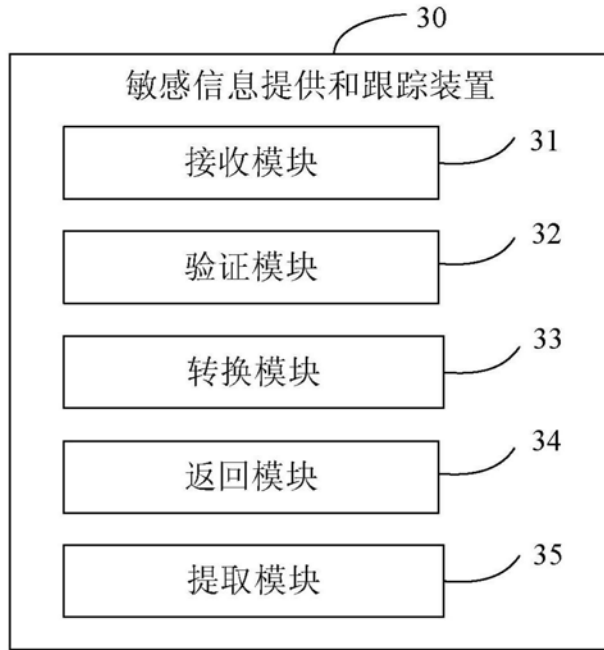 30
敏感信息提供和跟踪装置
接收模块 31
验证模块 32
转换模块 33
返回模块 34
提取模块 35